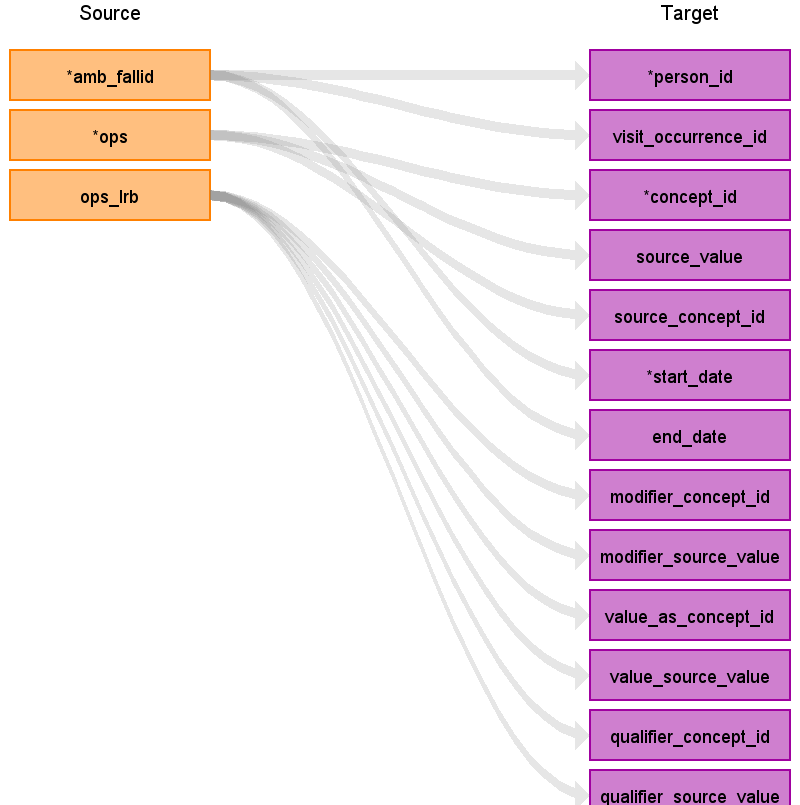 Source
Target
*amb_fallid
*person_id
*ops
visit_occurrence_id
ops_lrb
*concept_id
source_value
source_concept_id
*start_date
end_date
modifier_concept_id
modifier_source_value
value_as_concept_id
value_source_value
qualifier_concept_id
qualifier_source_value